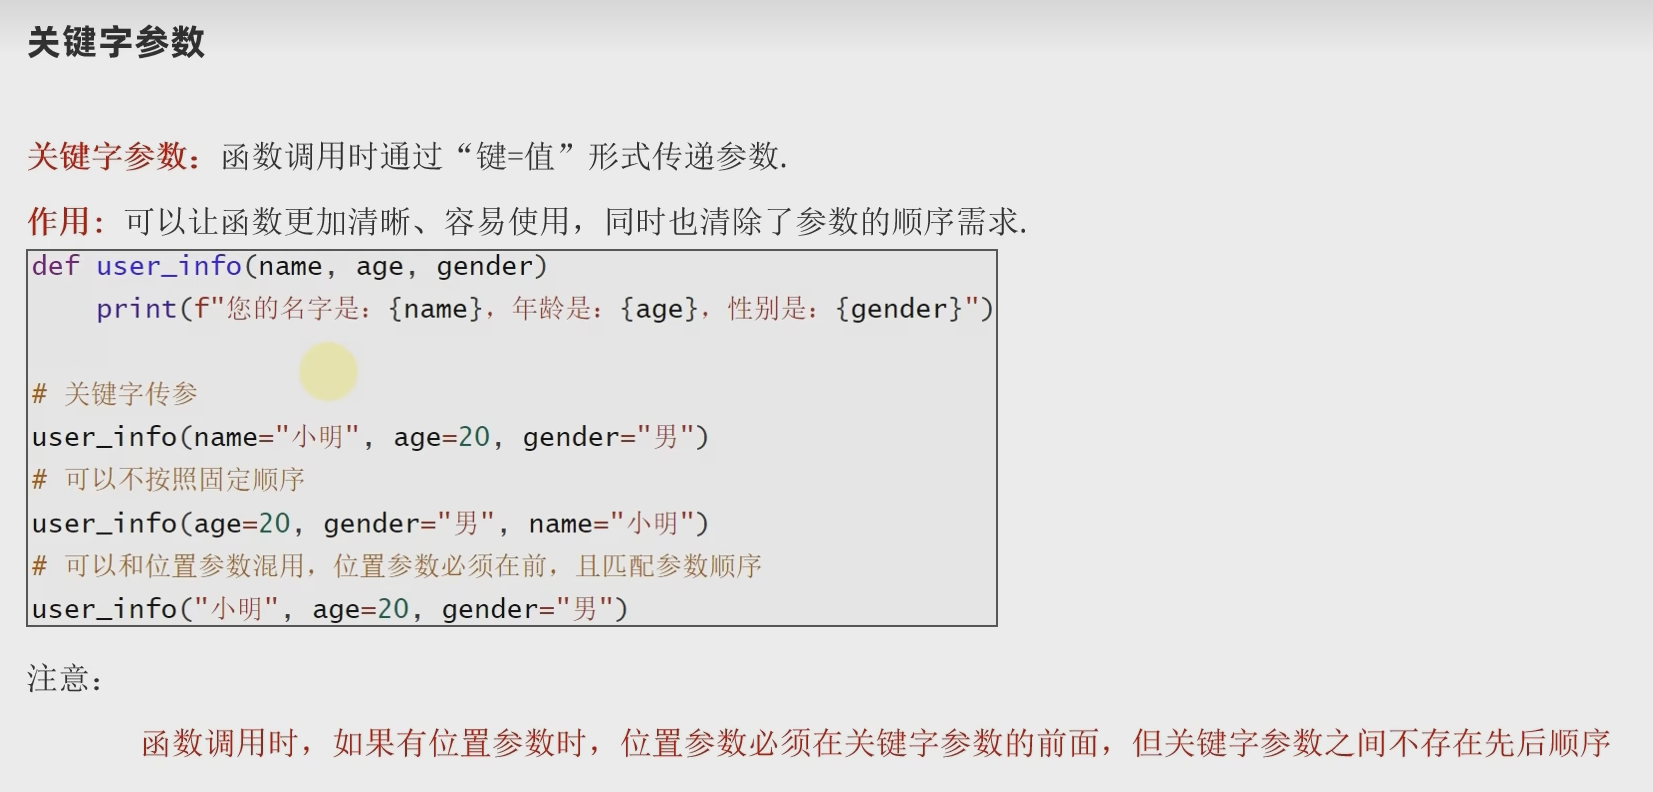 关键字参数
关键字参数：函数调用时通过“键=值”形式传递参数.
作用：可以让函数更加清晰、容易使用，同时也清除了参数的顺序需求.
def user_info(name, age, gender)
    print(f"您的名字是：{name}，年龄是：{age}，性别是：{gender}")
# 关键字传参
user_info(name="小明", age=20, gender="男")
# 可以不按照固定顺序
user_info(age=20, gender="男", name="小明")
# 可以和位置参数混用，位置参数必须在前，且匹配参数顺序
user_info("小明", age=20, gender="男")
注意：
函数调用时，如果有位置参数时，位置参数必须在关键字参数的前面，但关键字参数之间不存在先后顺序